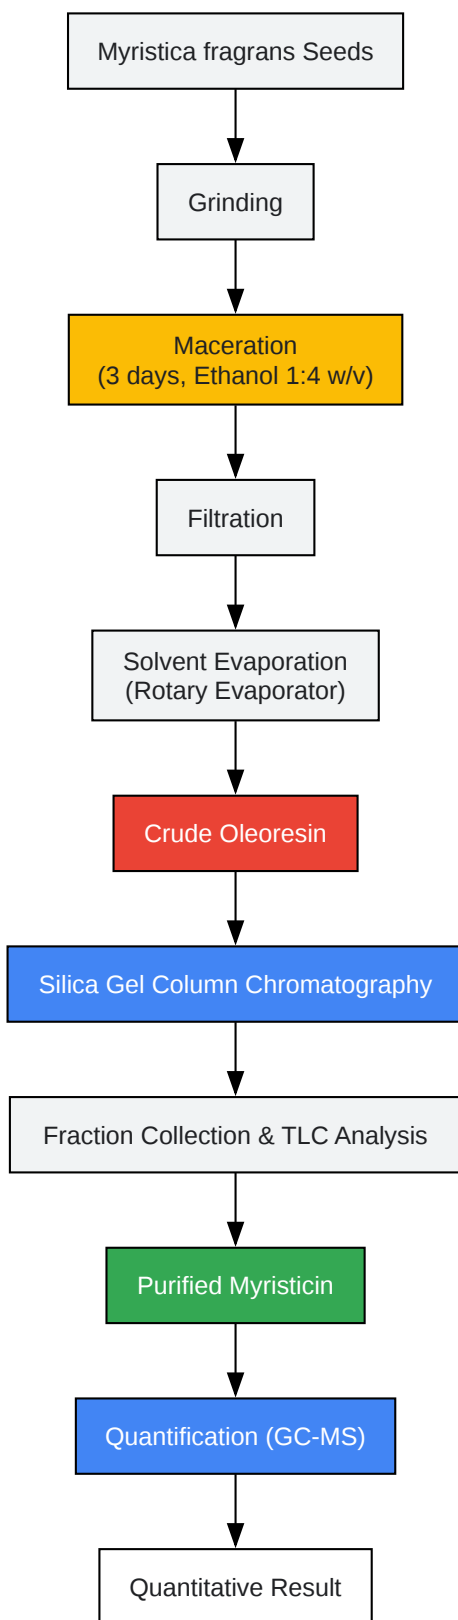 Myristica fragrans Seeds
Grinding
Maceration
(3 days, Ethanol 1:4 w/v)
Filtration
Solvent Evaporation
(Rotary Evaporator)
Crude Oleoresin
Silica Gel Column Chromatography
Fraction Collection & TLC Analysis
Purified Myristicin
Quantification (GC-MS)
Quantitative Result